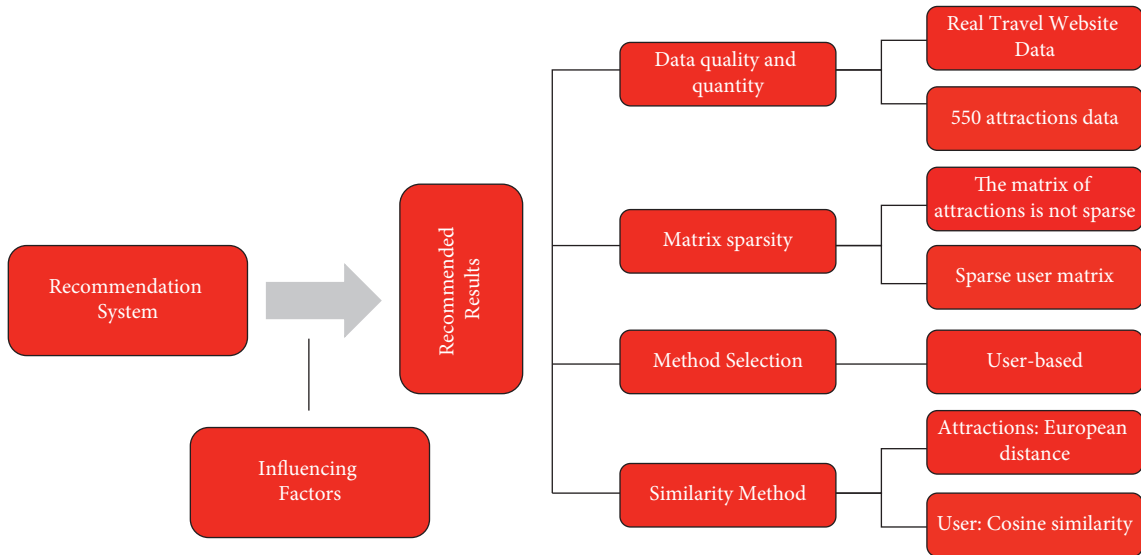 Recommendation
System
Influencing
Factors
Recommended
Results
Data quality and
quantity
Real Travel Website
Data
550 attractions data
Matrix sparsity
The matrix of
attractions is not sparse
Sparse user matrix
Method Selection
User-based
Similarity Method
Attractions: European
distance
User: Cosine similarity